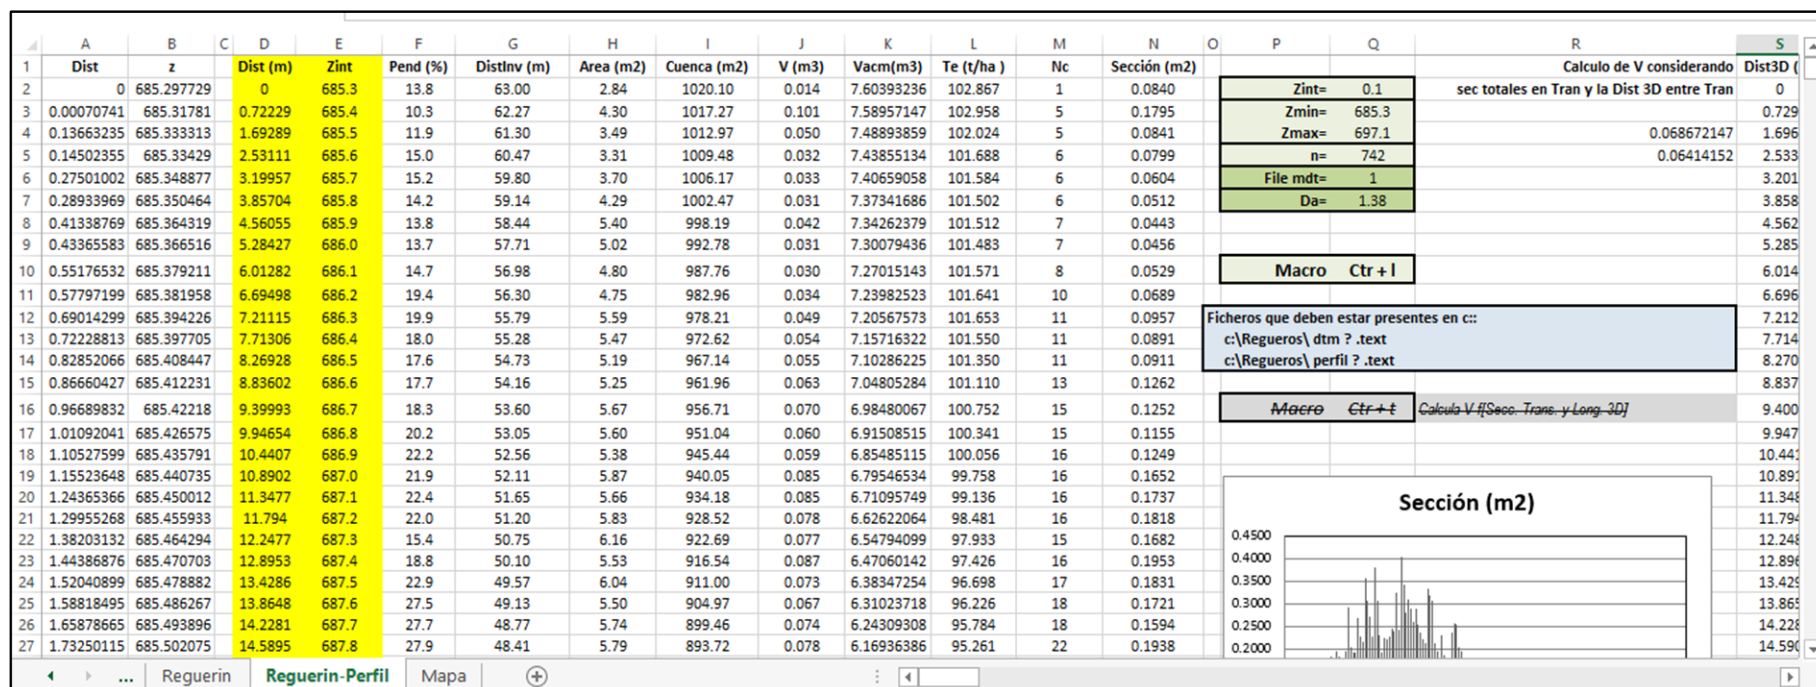 A B C D E F G H I J K L M N O P Q R S
1 Dist z Dist (m) Zint Pend (%) DistInv (m) Area (m2) Cuenca (m2) V (m3) Vacm(m3) Te (t/ha ) Nc Sección (m2) Calculo de V considerando Dist3D (
2 0 685.297729 0 685.3 13.8 63.00 2.84 1020.10 0.014 7.60393236 102.867 1 0.0840 Zint= 0.1 sec totales en Tran y la Dist 3D entre Tran 0
3 0.00070741 685.31781 0.72229 685.4 10.3 62.27 4.30 1017.27 0.101 7.58957147 102.958 5 0.1795 Zmin= 685.3 0.729
4 0.13663235 685.333313 1.69289 685.5 11.9 61.30 3.49 1012.97 0.050 7.48893859 102.024 5 0.0841 Zmax= 697.1 0.068672147 1.696
5 0.14502355 685.33429 2.53111 685.6 15.0 60.47 3.31 1009.48 0.032 7.43855134 101.688 6 0.0799 n= 742 0.06414152 2.533
6 0.27501002 685.348877 3.19957 685.7 15.2 59.80 3.70 1006.17 0.033 7.40659058 101.584 6 0.0604 File mdt= 1 3.201
7 0.28933969 685.350464 3.85704 685.8 14.2 59.14 4.29 1002.47 0.031 7.37341686 101.502 6 0.0512 Da= 1.38 3.858
8 0.41338769 685.364319 4.56055 685.9 13.8 58.44 5.40 998.19 0.042 7.34262379 101.512 7 0.0443 4.562
9 0.43365583 685.366516 5.28427 686.0 13.7 57.71 5.02 992.78 0.031 7.30079436 101.483 7 0.0456 5.285
10 0.55176532 685.379211 6.01282 686.1 14.7 56.98 4.80 987.76 0.030 7.27015143 101.571 8 0.0529 Macro Ctr + l 6.014
11 0.57797199 685.381958 6.69498 686.2 19.4 56.30 4.75 982.96 0.034 7.23982523 101.641 10 0.0689 6.696
12 0.69014299 685.394226 7.21115 686.3 19.9 55.79 5.59 978.21 0.049 7.20567573 101.653 11 0.0957 Ficheros que deben estar presentes en c:: 7.212
13 0.72228813 685.397705 7.71306 686.4 18.0 55.28 5.47 972.62 0.054 7.15716322 101.550 11 0.0891 c:\Regueros\ dtm ? .text 7.714
14 0.82852066 685.408447 8.26928 686.5 17.6 54.73 5.19 967.14 0.055 7.10286225 101.350 11 0.0911 c:\Regueros\ perfil ? .text 8.270
15 0.86660427 685.412231 8.83602 686.6 17.7 54.16 5.25 961.96 0.063 7.04805284 101.110 13 0.1262 8.837
16 0.96689832 685.42218 9.39993 686.7 18.3 53.60 5.67 956.71 0.070 6.98480067 100.752 15 0.1252 Macro Ctr + t Calcula V f[Secc. Trans. y Long. 3D] 9.400
17 1.01092041 685.426575 9.94654 686.8 20.2 53.05 5.60 951.04 0.060 6.91508515 100.341 15 0.1155 9.947
18 1.10527599 685.435791 10.4407 686.9 22.2 52.56 5.38 945.44 0.059 6.85485115 100.056 16 0.1249 10.441
19 1.15523648 685.440735 10.8902 687.0 21.9 52.11 5.87 940.05 0.085 6.79546534 99.758 16 0.1652 10.891
20 1.24365366 685.450012 11.3477 687.1 22.4 51.65 5.66 934.18 0.085 6.71095749 99.136 16 0.1737 Sección (m2) 11.348
21 1.29955268 685.455933 11.794 687.2 22.0 51.20 5.83 928.52 0.078 6.62622064 98.481 16 0.1818 11.794
22 1.38203132 685.464294 12.2477 687.3 15.4 50.75 6.16 922.69 0.077 6.54794099 97.933 15 0.1682 0.4500 12.248
23 1.44386876 685.470703 12.8953 687.4 18.8 50.10 5.53 916.54 0.087 6.47060142 97.426 16 0.1953 0.4000 12.896
24 1.52040899 685.478882 13.4286 687.5 22.9 49.57 6.04 911.00 0.073 6.38347254 96.698 17 0.1831 0.3500 13.429
25 1.58818495 685.486267 13.8648 687.6 27.5 49.13 5.50 904.97 0.067 6.31023718 96.226 18 0.1721 0.3000 13.865
26 1.65878665 685.493896 14.2281 687.7 27.7 48.77 5.74 899.46 0.074 6.24309308 95.784 18 0.1594 0.2500 14.228
27 1.73250115 685.502075 14.5895 687.8 27.9 48.41 5.79 893.72 0.078 6.16936386 95.261 22 0.1938 0.2000 14.590
... Reguerin Reguerin-Perfil Mapa